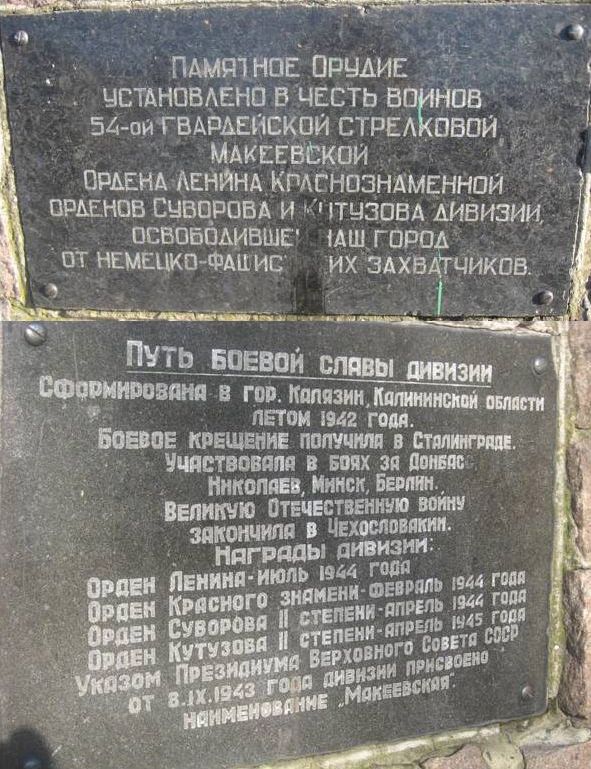 Памятное Орудие
установлено в честь воинов
54-ой гвардейской стрелковой
Макеевской
Ордена Ленина Краснознаменной
орденов Суворова и Кутузова дивизии,
освободившей наш город
от немецко-фашистских захватчиков.
Путь боевой славы дивизии
Сформирована в гор. Калязин, Калининской области
летом 1942 года.
Боевое крещение получила в Сталинграде.
Участвовала в боях за Донбасс,
Николаев, Минск, Берлин.
Великую Отечественную войну
закончила в Чехословакии.
Награды дивизии:
Орден Ленина-июль 1944 года
Орден Красного знамени-февраль 1944 года
Орден Суворова II степени-апрель 1944 года
Орден Кутузова II степени-апрель 1945 года
Указом Президиума Верховного Совета СССР
от 8.IX.1943 года дивизии присвоено
наименование „Макеевская".